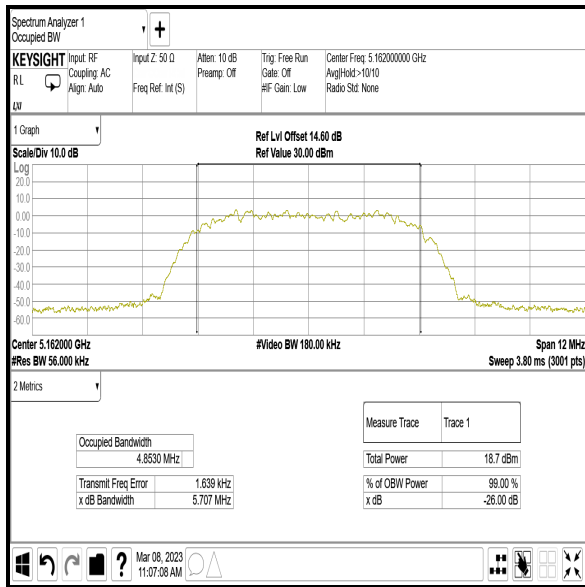 Spectrum Analyzer 1
Occupied BW
KEYSIGHT
RL
LXI
Input: RF
Coupling: AC
Align: Auto
Input Z: 50 Ω
Freq Ref: Int (S)
Atten: 10 dB
Preamp: Off
Trig: Free Run
Gate: Off
#IF Gain: Low
Center Freq: 5.162000000 GHz
Avg|Hold:>10/10
Radio Std: None
1 Graph
Scale/Div 10.0 dB
Ref Lvl Offset 14.60 dB
Ref Value 30.00 dBm
Log
20.0
10.0
0.00
-10.0
-20.0
-30.0
-40.0
-50.0
-60.0
Center 5.162000 GHz
#Video BW 180.00 kHz
Span 12 MHz
#Res BW 56.000 kHz
Sweep 3.80 ms (3001 pts)
2 Metrics
Occupied Bandwidth
4.8530 MHz
Transmit Freq Error 1.639 kHz
x dB Bandwidth 5.707 MHz
Measure Trace Trace 1
Total Power 18.7 dBm
% of OBW Power 99.00 %
x dB -26.00 dB
?
Mar 08, 2023
11:07:08 AM